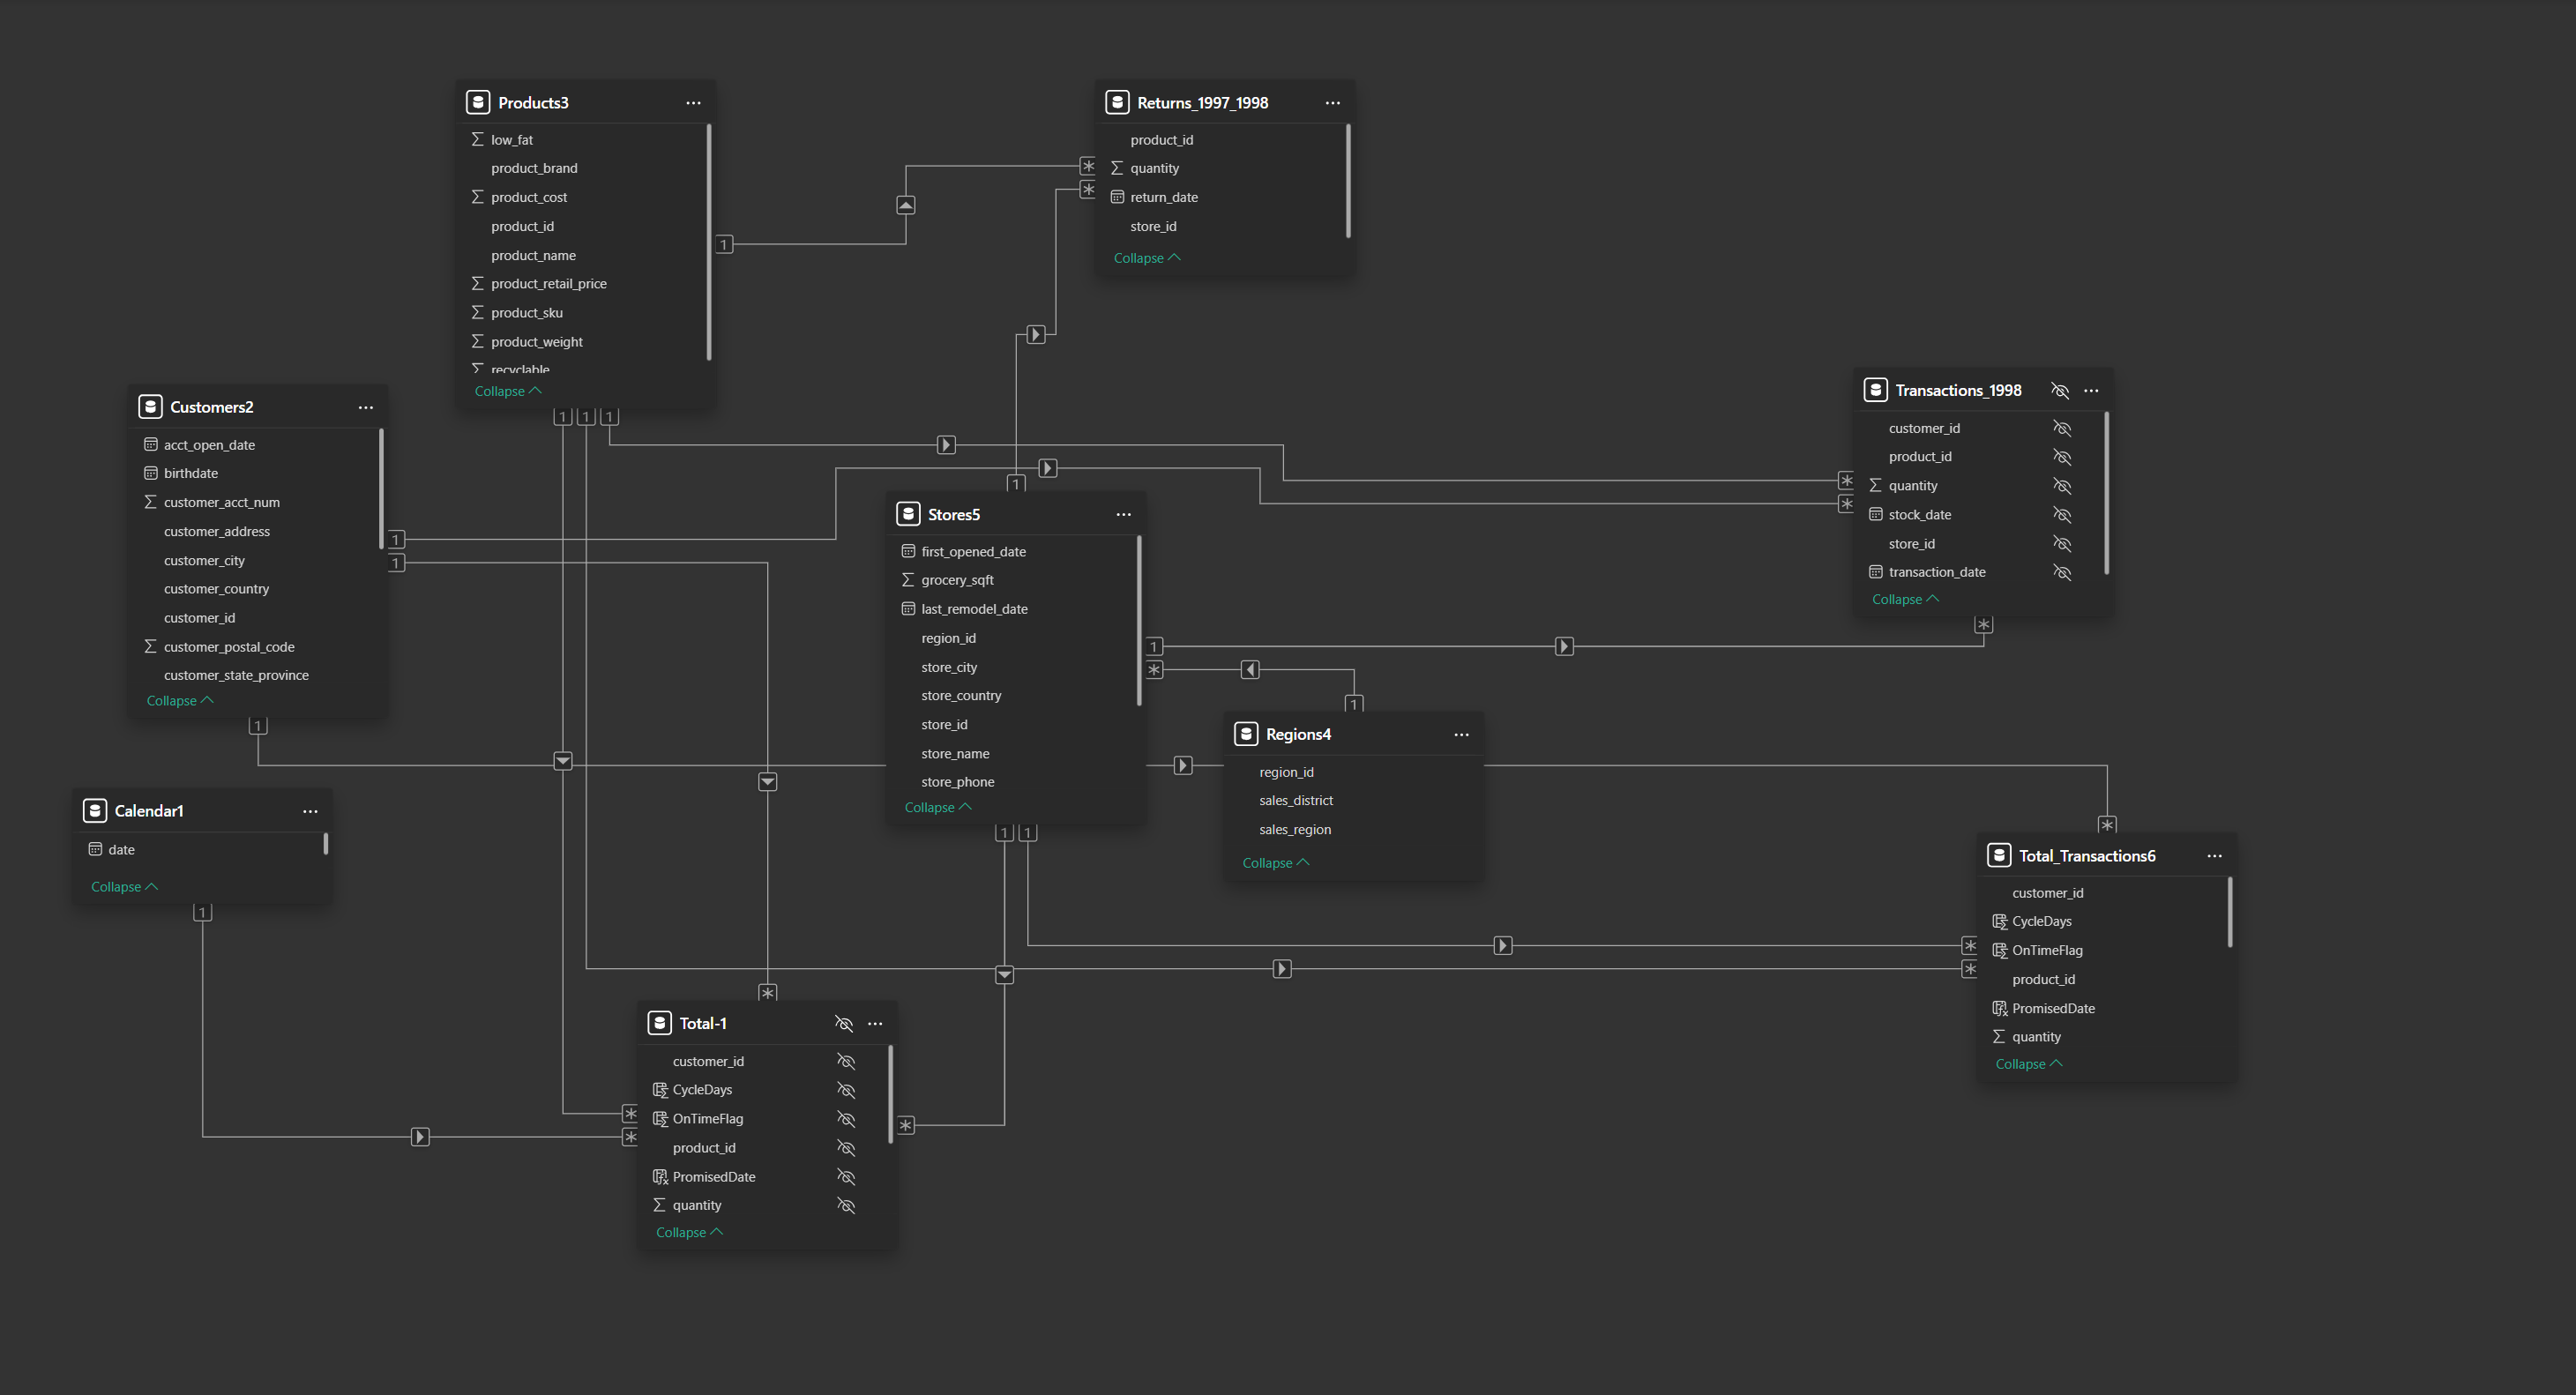 Products3
low_fat
product_brand
product_cost
product_id
product_name
product_retail_price
product_sku
product_weight
recyclable
Collapse
Returns_1997_1998
product_id
quantity
return_date
store_id
Collapse
Customers2
acct_open_date
birthdate
customer_acct_num
customer_address
customer_city
customer_country
customer_id
customer_postal_code
customer_state_province
Collapse
Transactions_1998
customer_id
product_id
quantity
stock_date
store_id
transaction_date
Collapse
Stores5
first_opened_date
grocery_sqft
last_remodel_date
region_id
store_city
store_country
store_id
store_name
store_phone
Collapse
Regions4
region_id
sales_district
sales_region
Collapse
Calendar1
date
Collapse
Total_Transactions6
customer_id
CycleDays
OnTimeFlag
product_id
PromisedDate
quantity
Collapse
Total-1
customer_id
CycleDays
OnTimeFlag
product_id
PromisedDate
quantity
Collapse
1
*
*
1
1
1
1
1
*
*
1
1
1
*
*
1
1
*
1
1
1
*
*
*
*
*
*